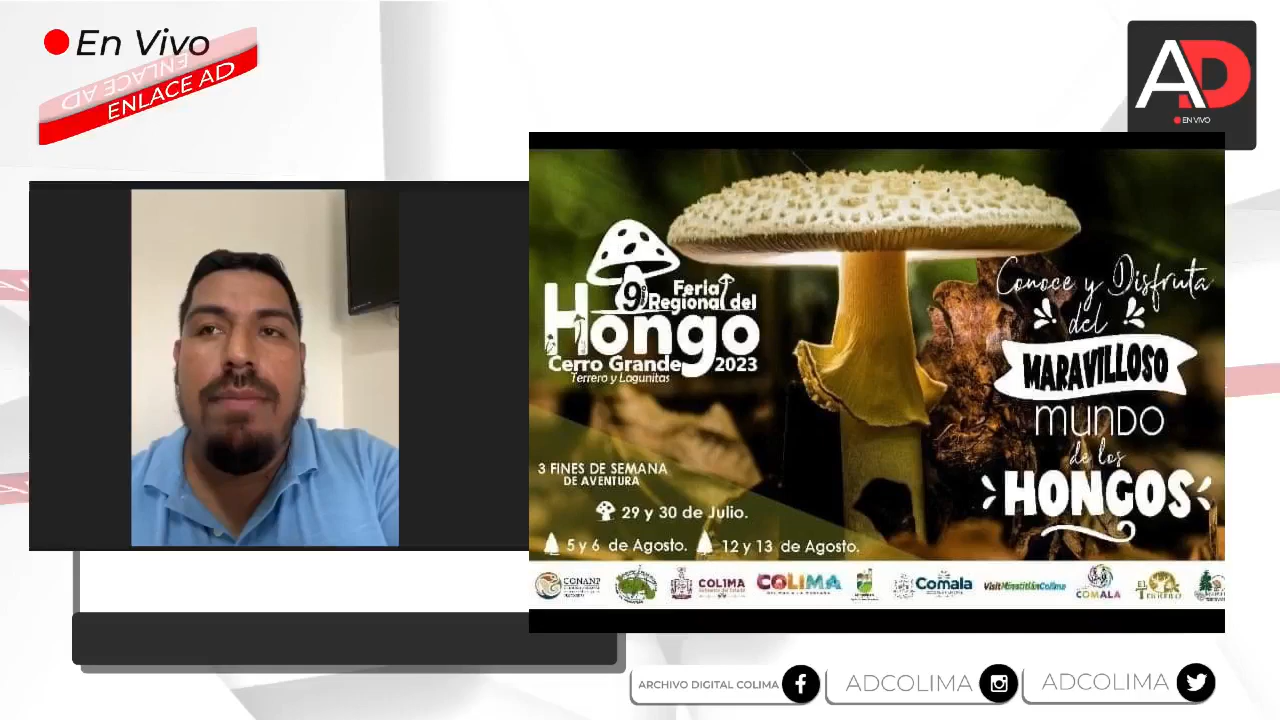 En Vivo
ENLACE AD
ENLACE AD
AD
EN VIVO
9ª
Feria
Regional del
Hongo
Cerro Grande 2023
Terrero y Lagunitas
Conoce y Disfruta
del
MARAVILLOSO
mundo
de los
HONGOS
3 FINES DE SEMANA
DE AVENTURA
29 y 30 de Julio.
5 y 6 de Agosto. 12 y 13 de Agosto.
CONANP
COLIMA
COLIMA
Comala
VisitMinatitlánColima
COMALA
EL TERRERO
ARCHIVO DIGITAL COLIMA
ADCOLIMA
ADCOLIMA